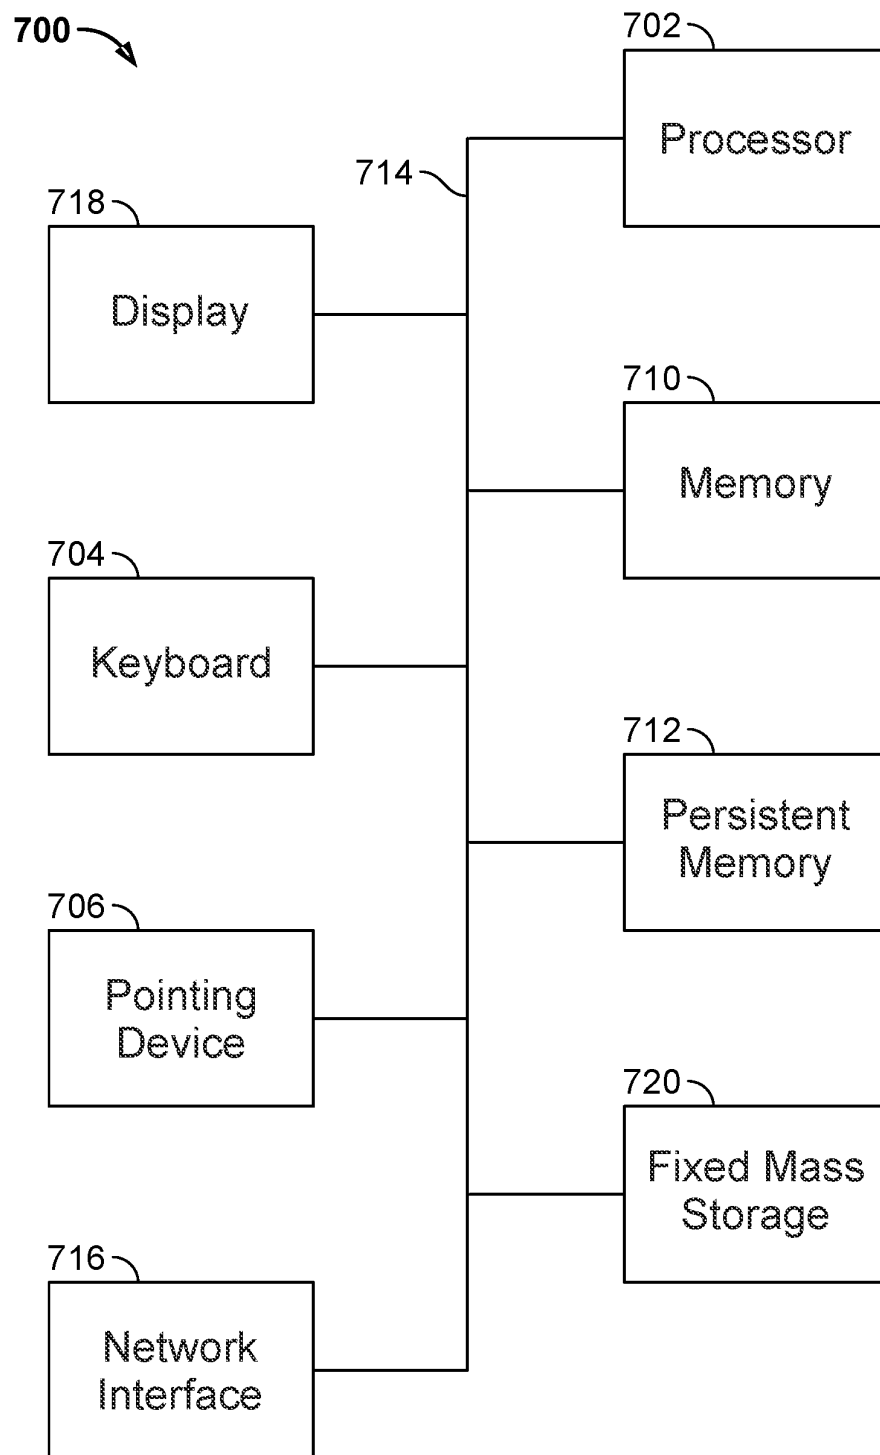 700
702
Processor
714
718
Display
710
Memory
704
Keyboard
712
Persistent
Memory
706
Pointing
Device
720
Fixed Mass
Storage
716
Network
Interface